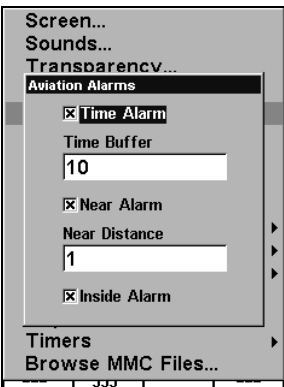 Screen...
Sounds...
Transparency...
Aviation Alarms
Time Alarm
Time Buffer
10
Near Alarm
Near Distance
1
Inside Alarm
Timers
Browse MMC Files...